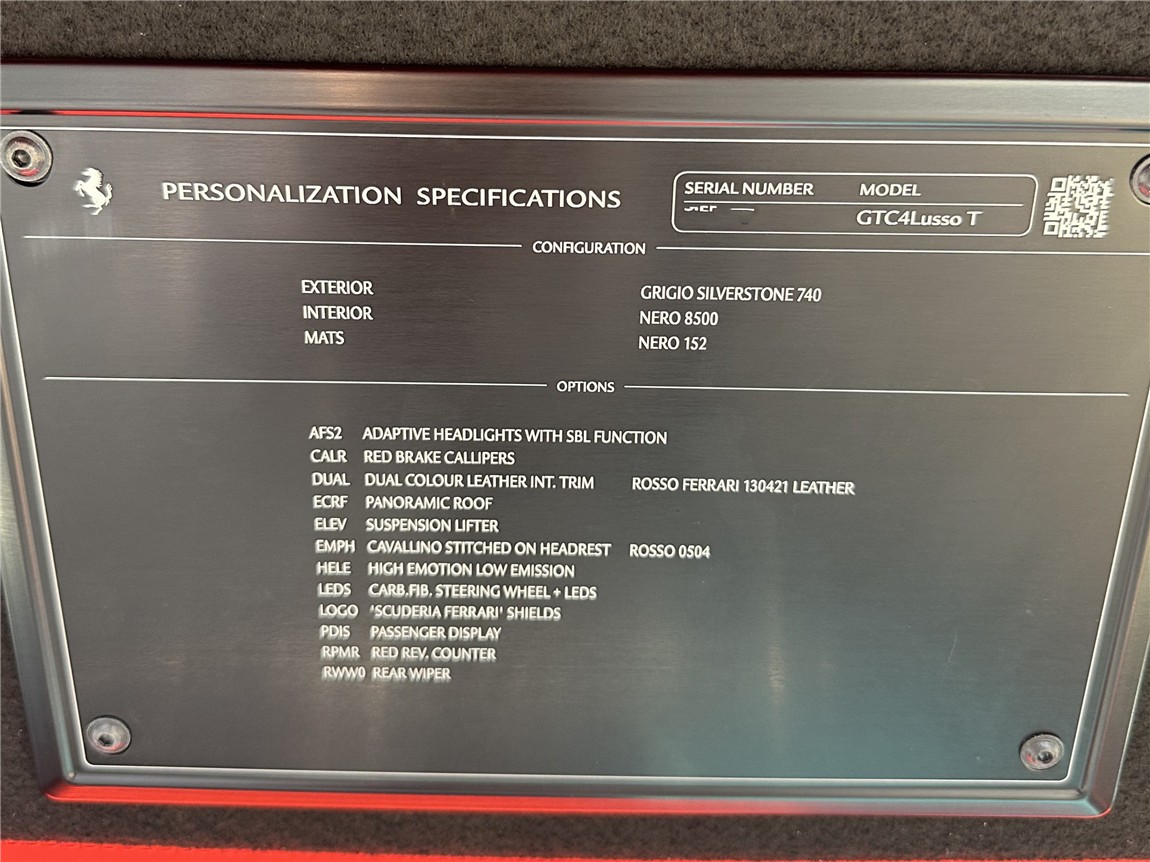 PERSONALIZATION SPECIFICATIONS
SERIAL NUMBER MODEL
GTC4Lusso T
CONFIGURATION
EXTERIOR GRIGIO SILVERSTONE 740
INTERIOR NERO 8500
MATS NERO 152
OPTIONS
AFS2 ADAPTIVE HEADLIGHTS WITH SBL FUNCTION
CALR RED BRAKE CALLIPERS
DUAL DUAL COLOUR LEATHER INT. TRIM ROSSO FERRARI 130421 LEATHER
ECRF PANORAMIC ROOF
ELEV SUSPENSION LIFTER
EMPH CAVALLINO STITCHED ON HEADREST ROSSO 0504
HELE HIGH EMOTION LOW EMISSION
LEDS CARB.FIB. STEERING WHEEL + LEDS
LOGO 'SCUDERIA FERRARI' SHIELDS
PDIS PASSENGER DISPLAY
RPMR RED REV. COUNTER
RWW0 REAR WIPER